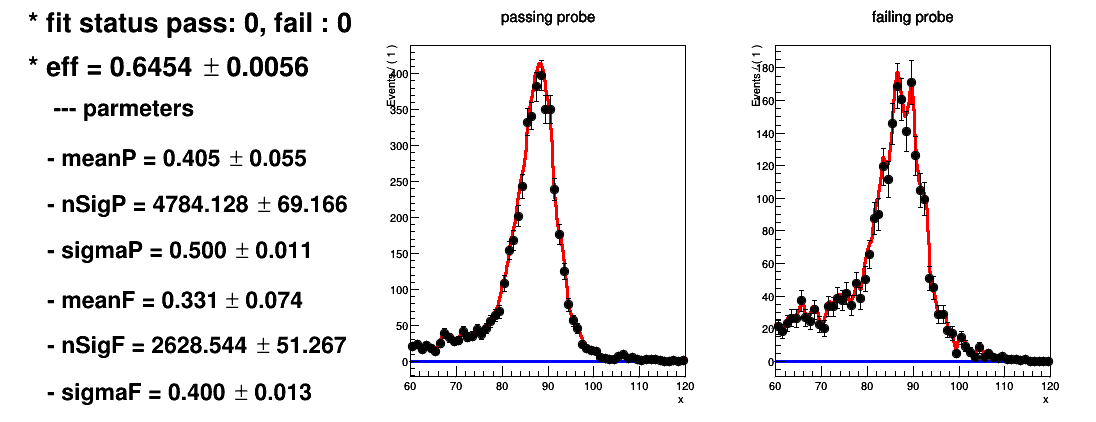 * fit status pass: 0, fail : 0
* eff = 0.6454 ± 0.0056
--- parmeters
- meanP = 0.405 ± 0.055
- nSigP = 4784.128 ± 69.166
- sigmaP = 0.500 ± 0.011
- meanF = 0.331 ± 0.074
- nSigF = 2628.544 ± 51.267
- sigmaF = 0.400 ± 0.013
passing probe
Events / ( 1 )
400
350
300
250
200
150
100
50
0
60 70 80 90 100 110 120
x
failing probe
Events / ( 1 )
180
160
140
120
100
80
60
40
20
0
60 70 80 90 100 110 120
x